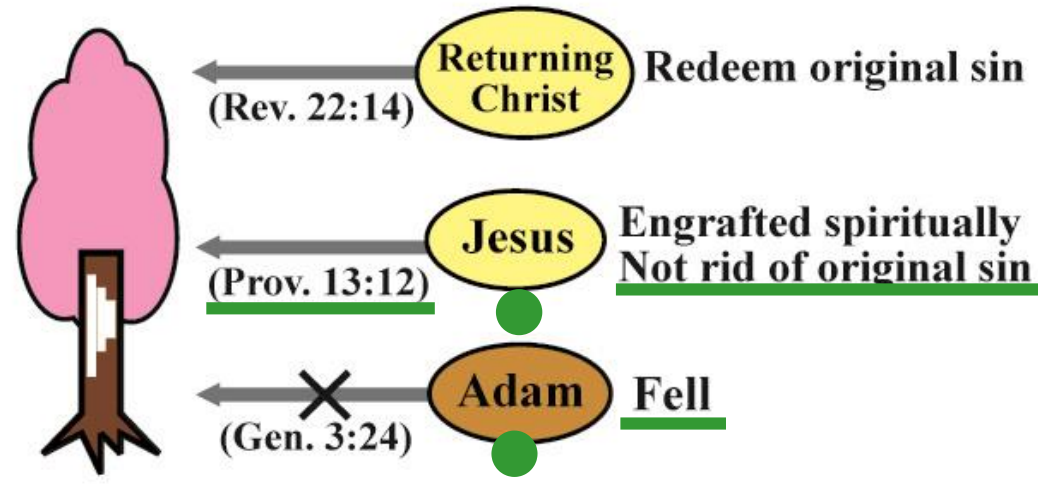 Returning
Christ
Redeem original sin
(Rev. 22:14)
Jesus
Engrafted spiritually
Not rid of original sin
(Prov. 13:12)
Adam
Fell
(Gen. 3:24)